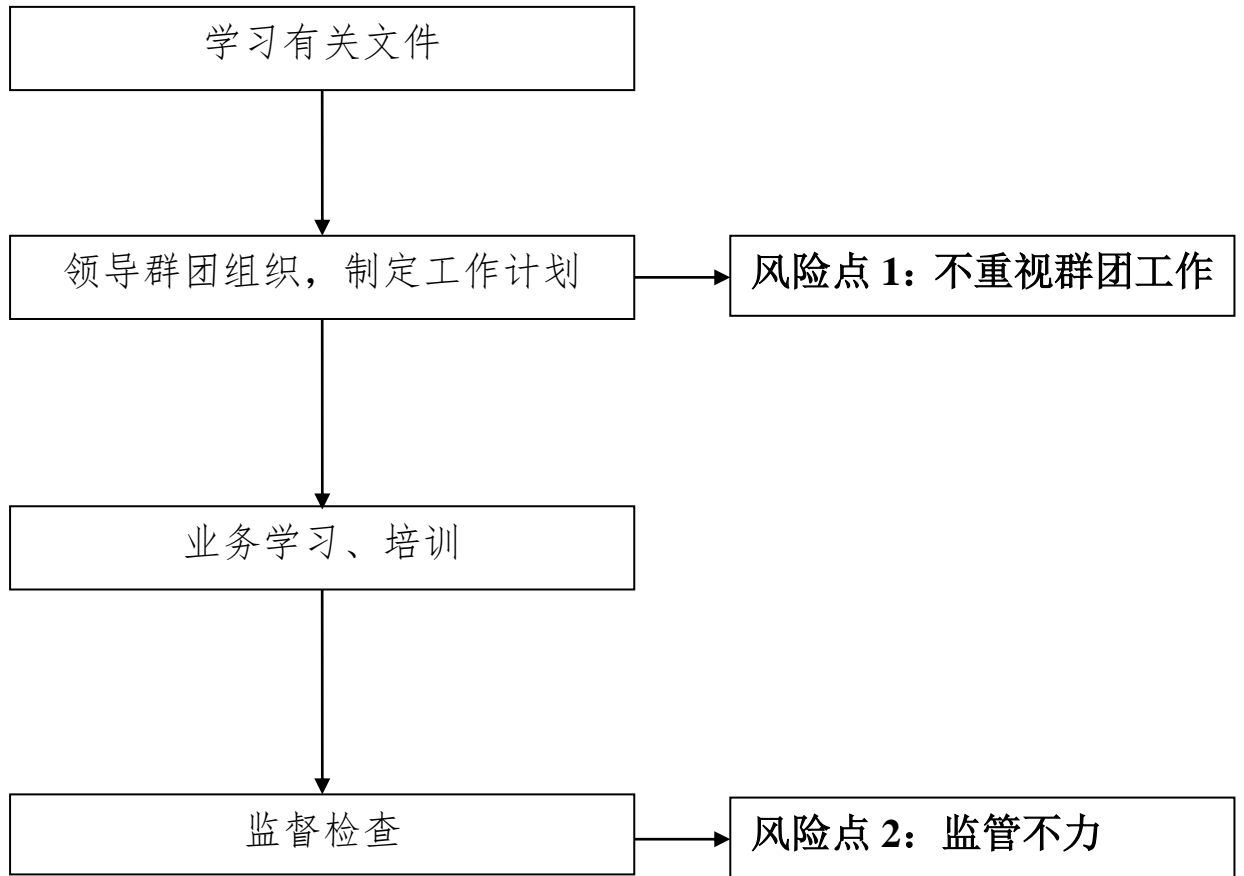 学习有关文件
领导群团组织，制定工作计划
风险点 1：不重视群团工作
业务学习、培训
监督检查
风险点 2：监管不力